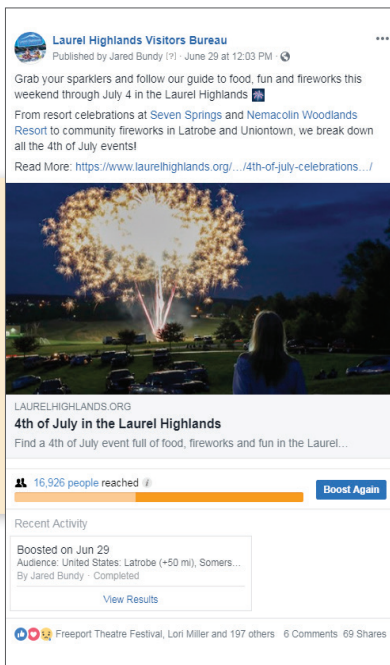 Laurel Highlands Visitors Bureau
Published by Jared Bundy [?] · June 29 at 12:03 PM ·
Grab your sparklers and follow our guide to food, fun and fireworks this
weekend through July 4 in the Laurel Highlands
From resort celebrations at Seven Springs and Nemacolin Woodlands
Resort to community fireworks in Latrobe and Uniontown, we break down
all the 4th of July events!
Read More: https://www.laurelhighlands.org/…/4th-of-july-celebrations…/
LAURELHIGHLANDS.ORG
4th of July in the Laurel Highlands
Find a 4th of July event full of food, fireworks and fun in the Laurel…
16,926 people reached
Boost Again
Recent Activity
Boosted on Jun 29
Audience: United States: Latrobe (+50 mi), Somers…
By Jared Bundy · Completed
View Results
Freeport Theatre Festival, Lori Miller and 197 others 6 Comments 69 Shares